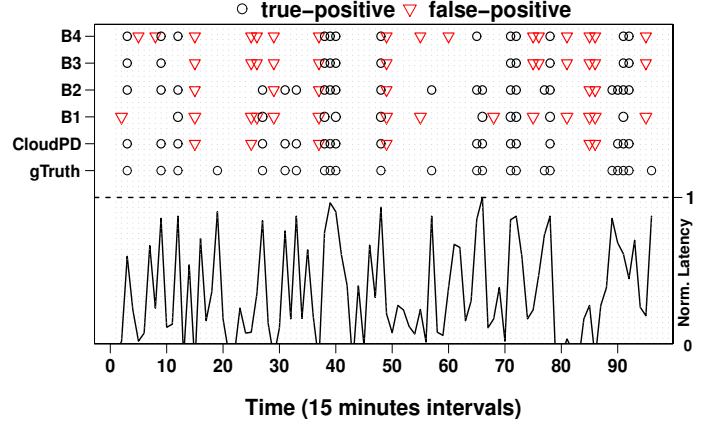 true-positive false-positive
B4
B3
B2
B1
CloudPD
gTruth
1
Norm. Latency
0
0 10 20 30 40 50 60 70 80 90
Time (15 minutes intervals)